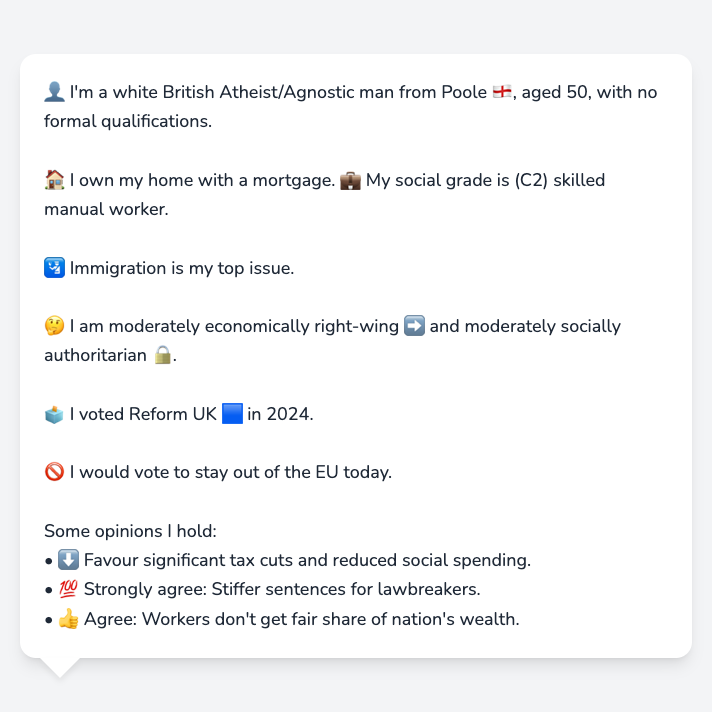 👤 I'm a white British Atheist/Agnostic man from Poole 🏴󠁧󠁢󠁥󠁮󠁧󠁿, aged 50, with no
formal qualifications.
🏠 I own my home with a mortgage. 💼 My social grade is (C2) skilled
manual worker.
🛂 Immigration is my top issue.
🤔 I am moderately economically right-wing ➡️ and moderately socially
authoritarian 🔒.
🗳️ I voted Reform UK 🟦 in 2024.
🚫 I would vote to stay out of the EU today.
Some opinions I hold:
• ⬇️ Favour significant tax cuts and reduced social spending.
• 💯 Strongly agree: Stiffer sentences for lawbreakers.
• 👍 Agree: Workers don't get fair share of nation's wealth.